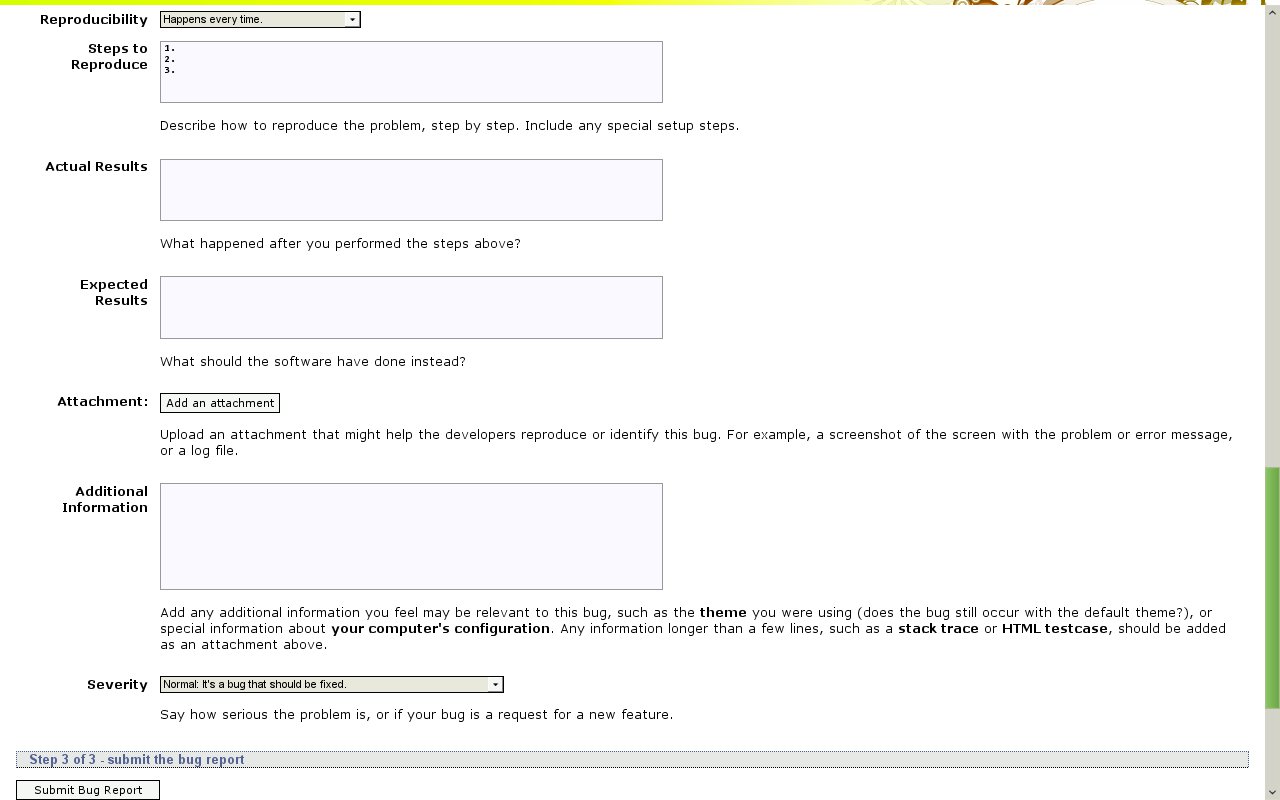 Reproducibility Happens every time.
Steps to
Reproduce
1.
2.
3.
Describe how to reproduce the problem, step by step. Include any special setup steps.
Actual Results
What happened after you performed the steps above?
Expected
Results
What should the software have done instead?
Attachment: Add an attachment
Upload an attachment that might help the developers reproduce or identify this bug. For example, a screenshot of the screen with the problem or error message,
or a log file.
Additional
Information
Add any additional information you feel may be relevant to this bug, such as the theme you were using (does the bug still occur with the default theme?), or
special information about your computer's configuration. Any information longer than a few lines, such as a stack trace or HTML testcase, should be added
as an attachment above.
Severity Normal: It's a bug that should be fixed.
Say how serious the problem is, or if your bug is a request for a new feature.
Step 3 of 3 - submit the bug report
Submit Bug Report